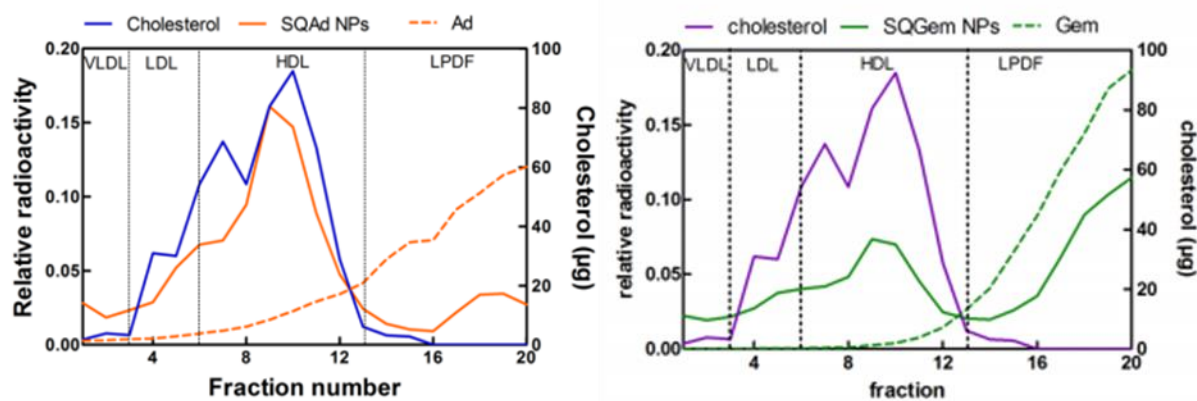 Cholesterol SQAd NPs Ad
0.20 100
VLDL LDL HDL LPDF
0.15 80
60
0.10
40
0.05
20
0.00 0
4 8 12 16 20
Relative radioactivity
Cholesterol (µg)
Fraction number
cholesterol SQGem NPs Gem
0.20 100
VLDL LDL HDL LPDF
0.15 80
60
0.10
40
0.05
20
0.00 0
4 8 12 16 20
relative radioactivity
cholesterol (µg)
fraction